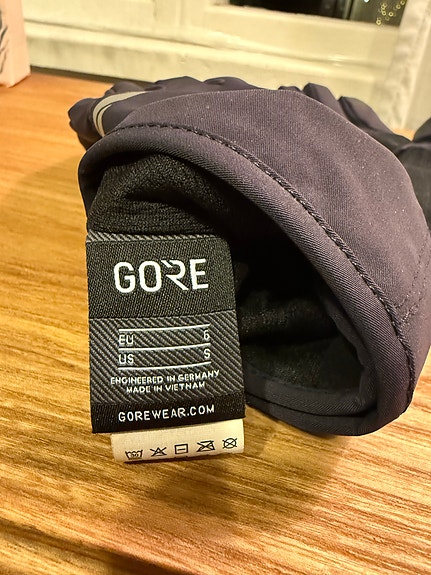 GORE
EU 6
US S
ENGINEERED IN GERMANY
MADE IN VIETNAM
GOREWEAR.COM